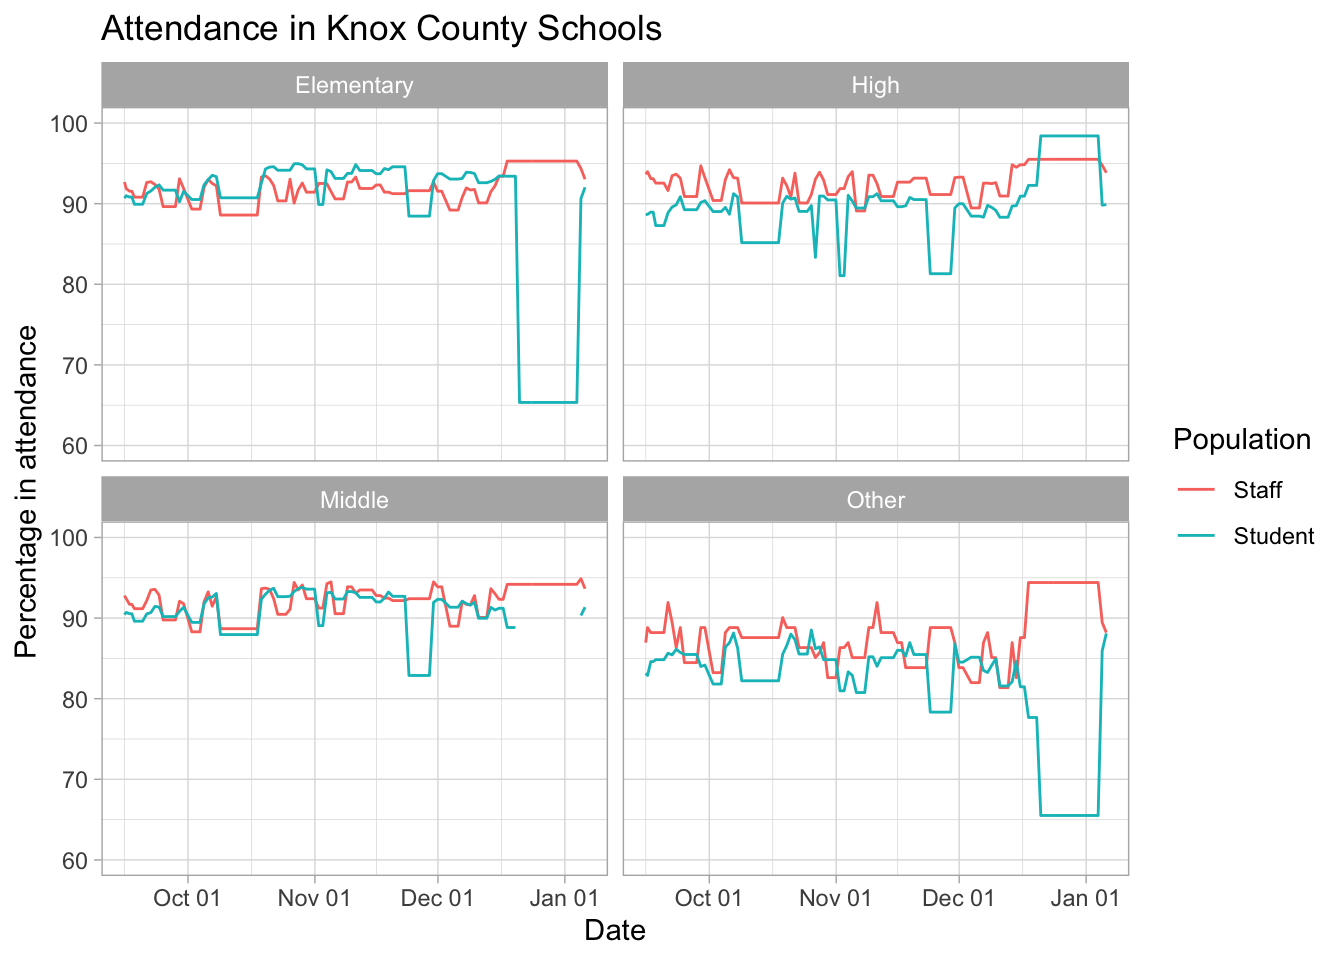 Attendance in Knox County Schools
Elementary
High
100
90
80
70
60
Middle
Other
100
90
80
70
60
Oct 01
Nov 01
Dec 01
Jan 01
Oct 01
Nov 01
Dec 01
Jan 01
Date
Percentage in attendance
Population
Staff
Student